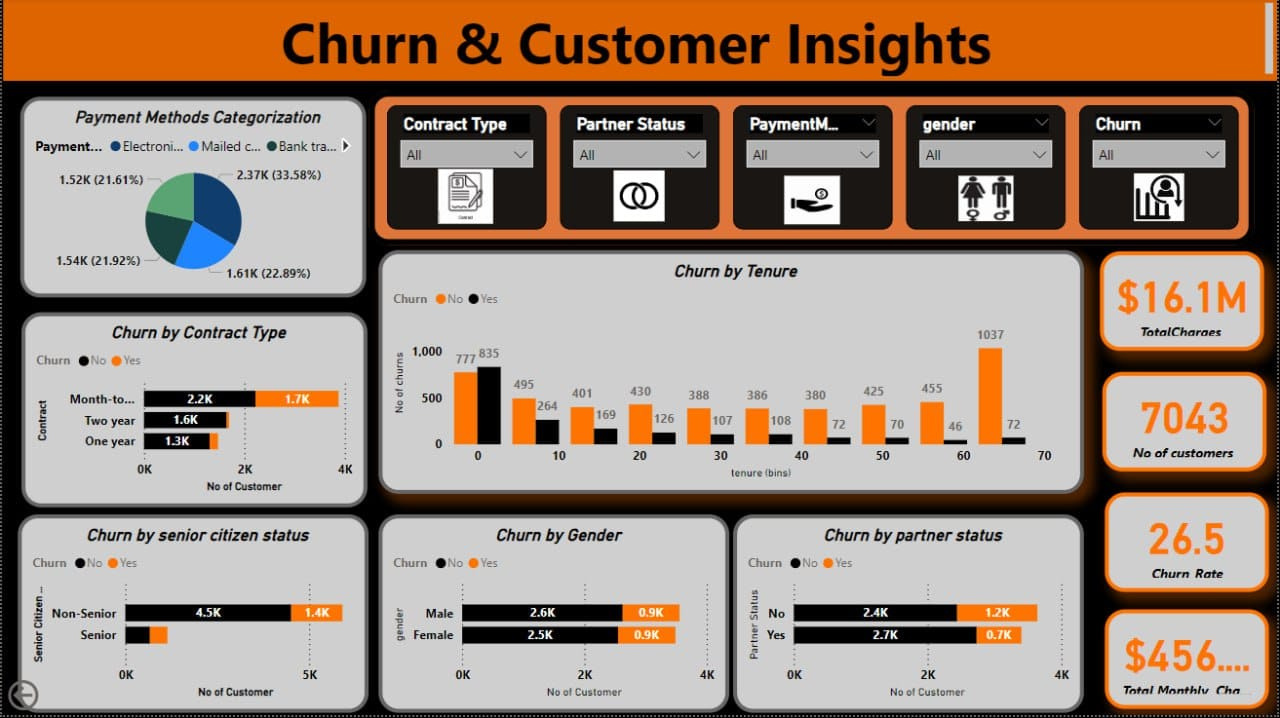 Churn & Customer Insights
Payment Methods Categorization
Payment... Electroni... Mailed c... Bank tra...
1.52K (21.61%)
2.37K (33.58%)
1.54K (21.92%)
1.61K (22.89%)
Contract Type
All
Partner Status
All
PaymentM...
All
gender
All
Churn
All
Churn by Tenure
Churn No Yes
No of churns
1,000
500
0
777 835
495 264
401 169
430 126
388 107
386 108
380 72
425 70
455 46
1037 72
0 10 20 30 40 50 60 70
tenure (bins)
$16.1M
TotalCharges
7043
No of customers
26.5
Churn Rate
$456....
Total Monthly Cha...
Churn by Contract Type
Churn No Yes
Contract
Month-to... 2.2K 1.7K
Two year 1.6K
One year 1.3K
0K 2K 4K
No of Customer
Churn by senior citizen status
Churn No Yes
Senior Citizen ...
Non-Senior 4.5K 1.4K
Senior
0K 5K
No of Customer
Churn by Gender
Churn No Yes
gender
Male 2.6K 0.9K
Female 2.5K 0.9K
0K 2K 4K
No of Customer
Churn by partner status
Churn No Yes
Partner Status
No 2.4K 1.2K
Yes 2.7K 0.7K
0K 2K 4K
No of Customer